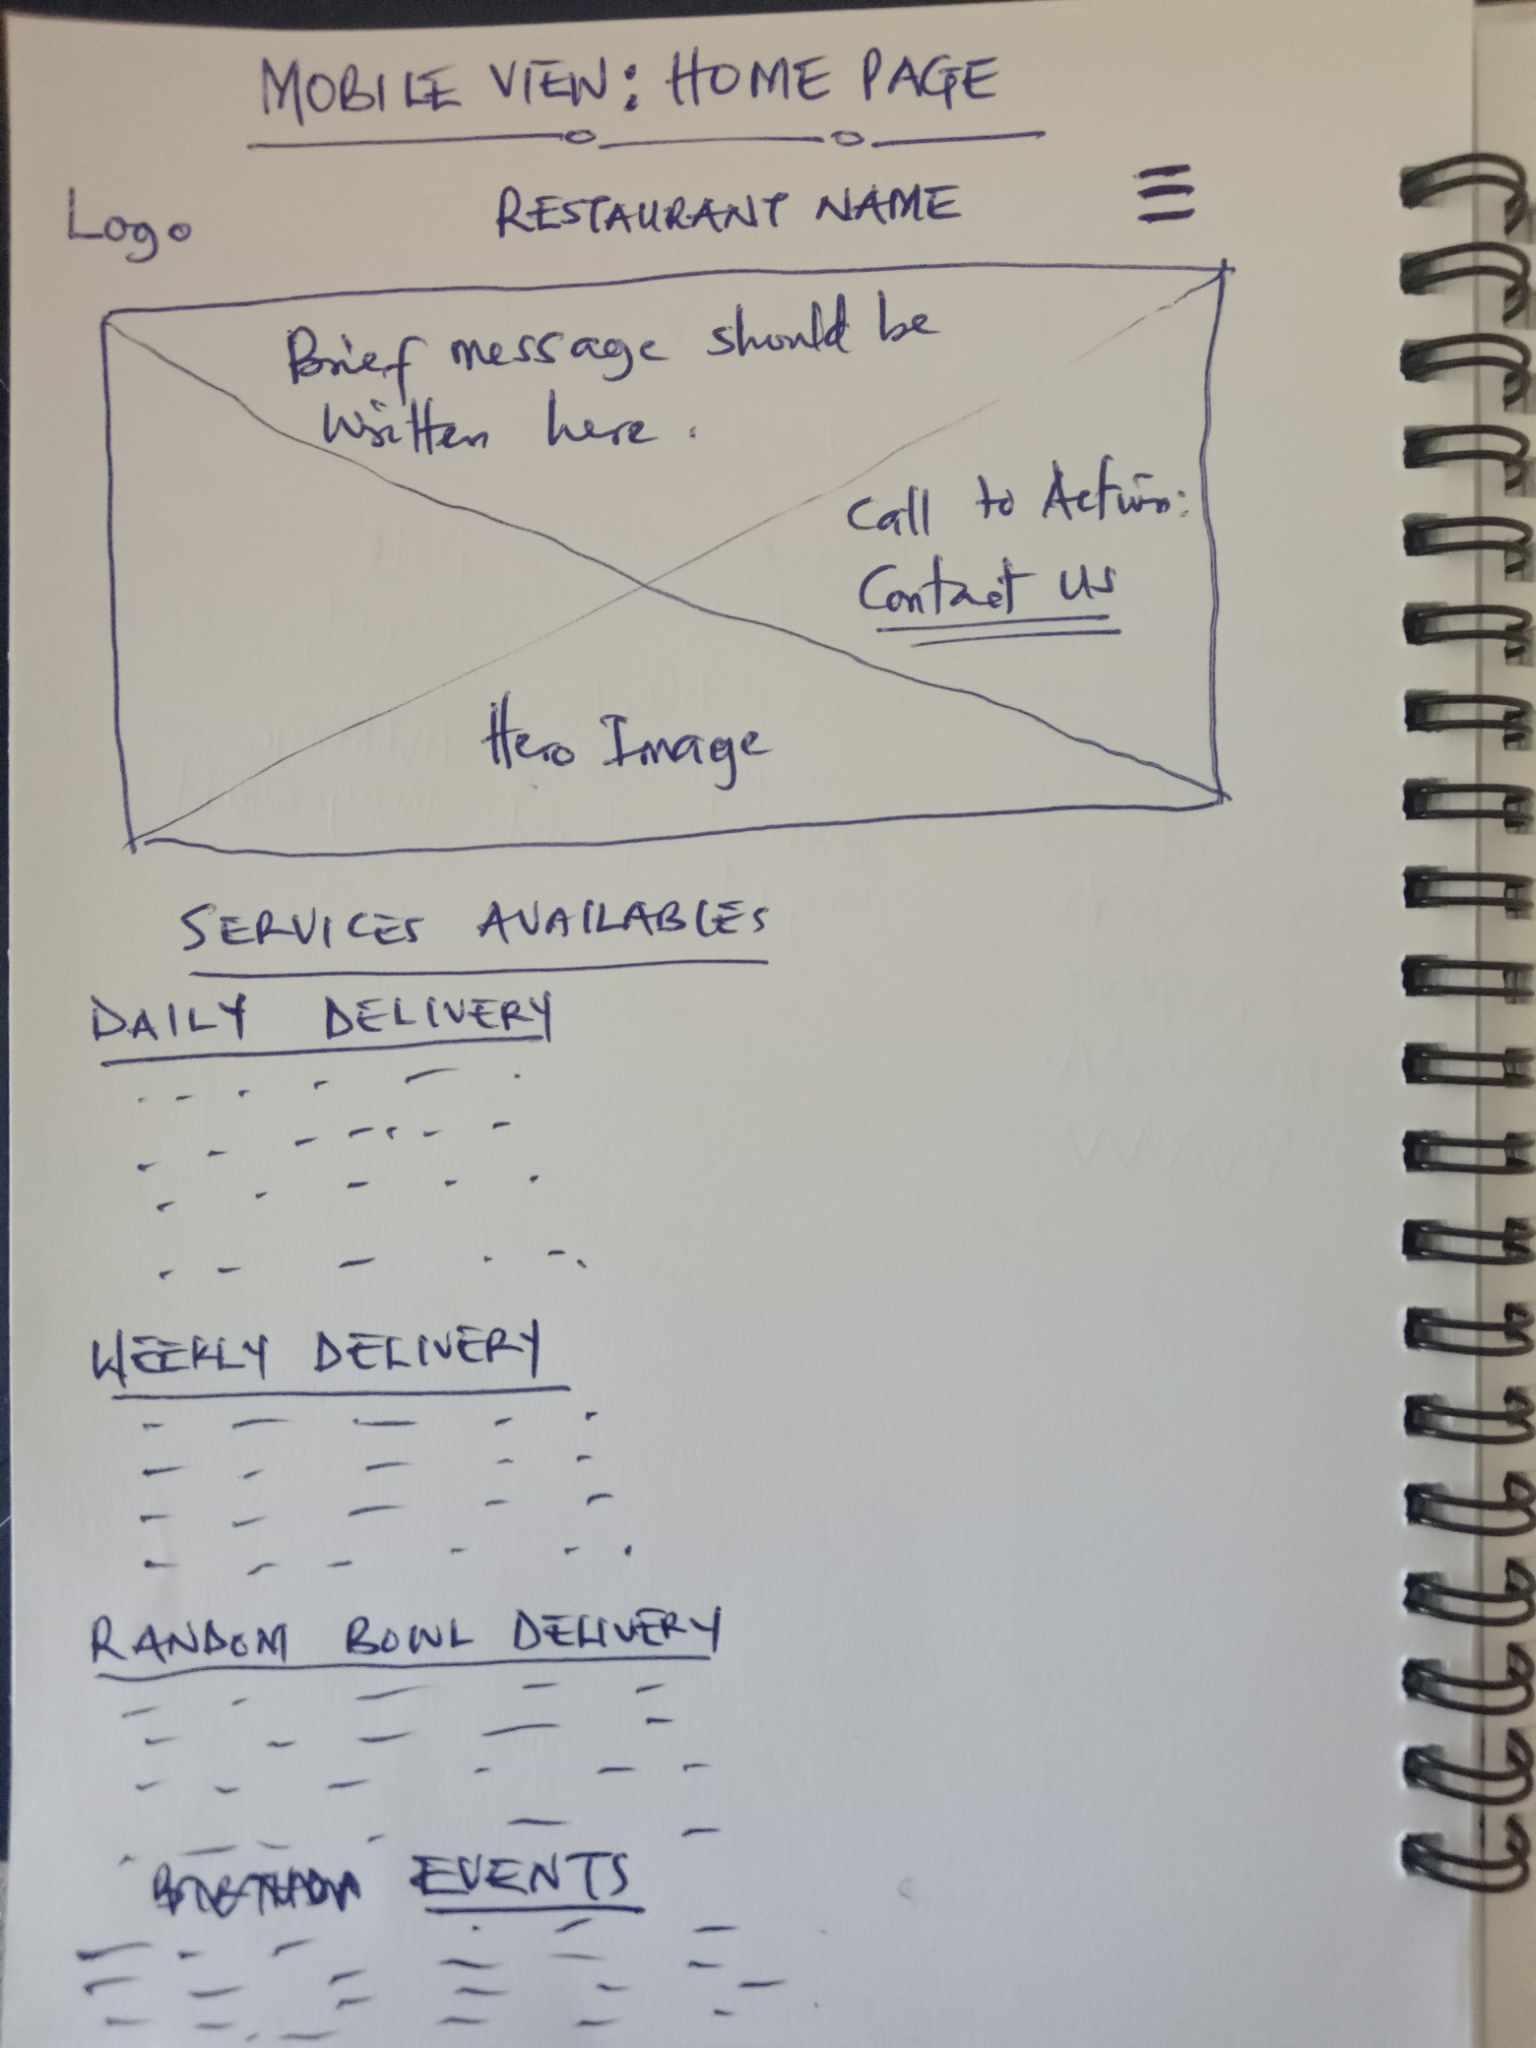 MOBILE VIEW: HOME PAGE
Logo RESTAURANT NAME
Brief message should be
written here.
Call to Action:
Contact Us
Hero Image
SERVICES AVAILABLES
DAILY DELIVERY
WEEKLY DELIVERY
RANDOM BOWL DELIVERY
EVENTS